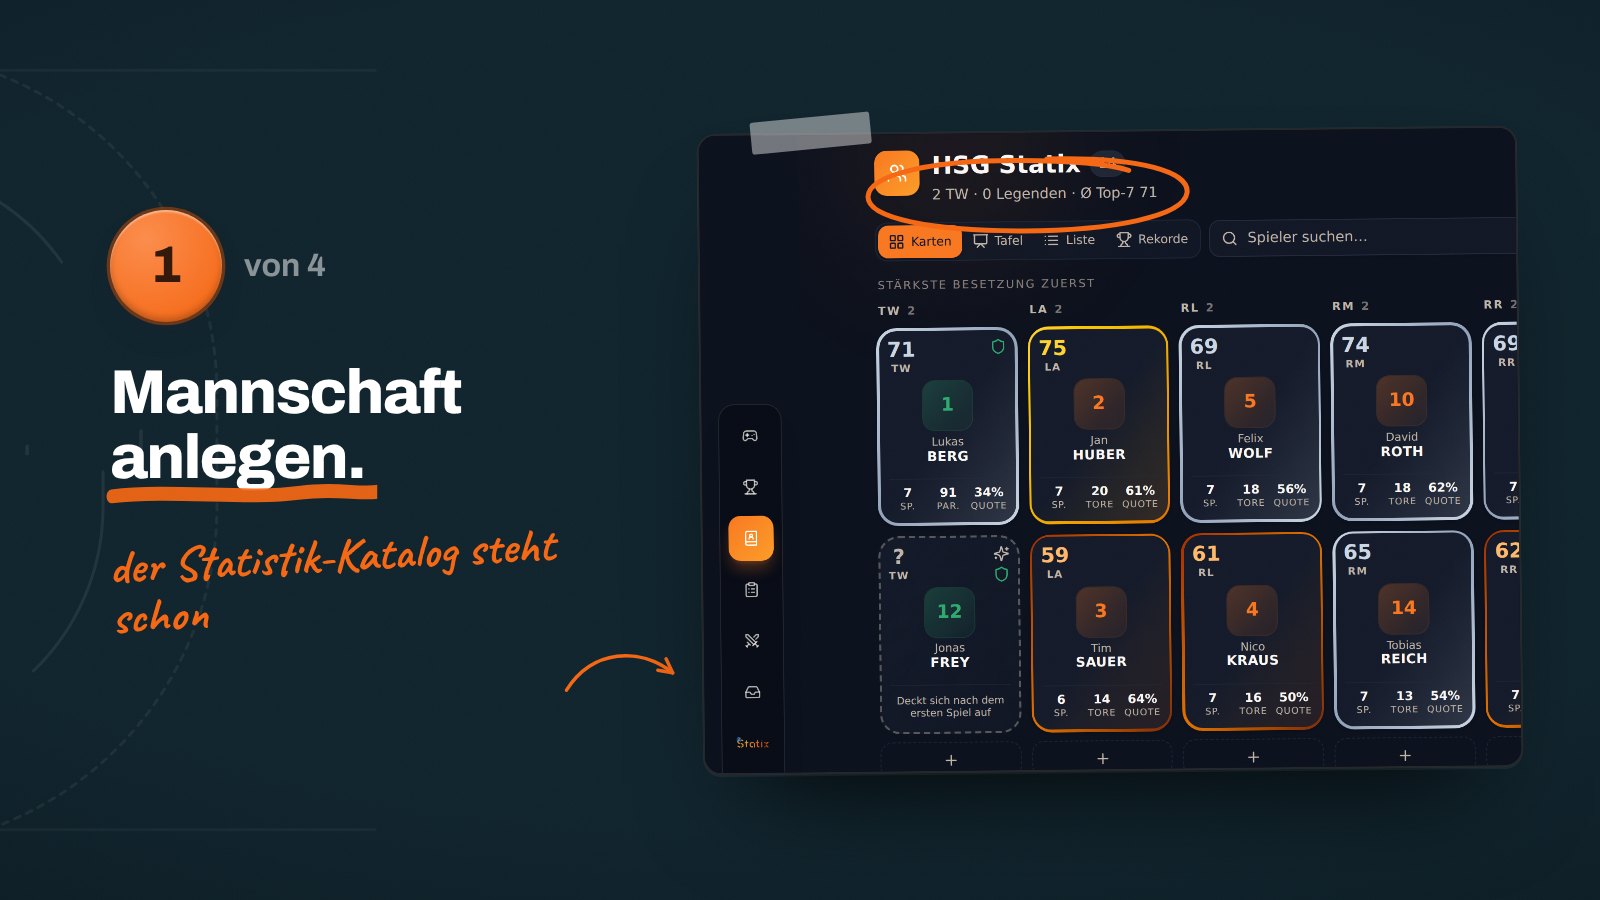 1
von 4
Mannschaft
anlegen.
der Statistik-Katalog steht
schon
HSG Statix
2 TW · 0 Legenden · Ø Top-7 71
Karten
Tafel
Liste
Rekorde
Spieler suchen...
STÄRKSTE BESETZUNG ZUERST
TW 2
LA 2
RL 2
RM 2
RR 2
71
TW
1
Lukas
BERG
7 91 34%
SP. PAR. QUOTE
75
LA
2
Jan
HUBER
7 20 61%
SP. TORE QUOTE
69
RL
5
Felix
WOLF
7 18 56%
SP. TORE QUOTE
74
RM
10
David
ROTH
7 18 62%
SP. TORE QUOTE
69
RR
7
SP.
?
TW
12
Jonas
FREY
Deckt sich nach dem
ersten Spiel auf
59
LA
3
Tim
SAUER
6 14 64%
SP. TORE QUOTE
61
RL
4
Nico
KRAUS
7 16 50%
SP. TORE QUOTE
65
RM
14
Tobias
REICH
7 13 54%
SP. TORE QUOTE
62
RR
7
SP.
+
+
+
+
Statix